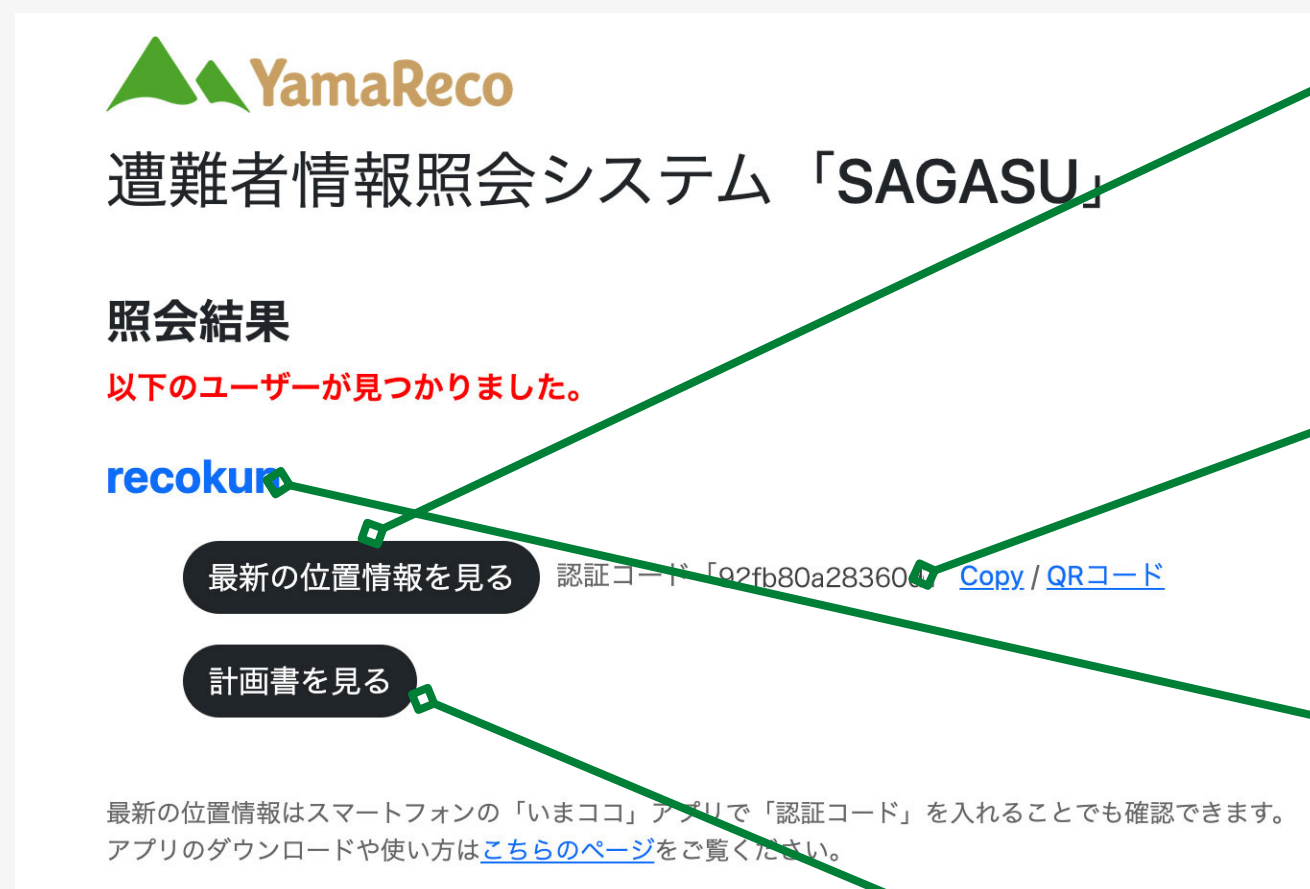 YamaReco
遭難者情報照会システム「SAGASU」
照会結果
以下のユーザーが見つかりました。
recokun
最新の位置情報を見る 認証コード「92fb80a28360 Copy / QRコード
計画書を見る
最新の位置情報はスマートフォンの「いまココ」アプリで「認証コード」を入れることでも確認できます。
アプリのダウンロードや使い方はこちらのページをご覧ください。